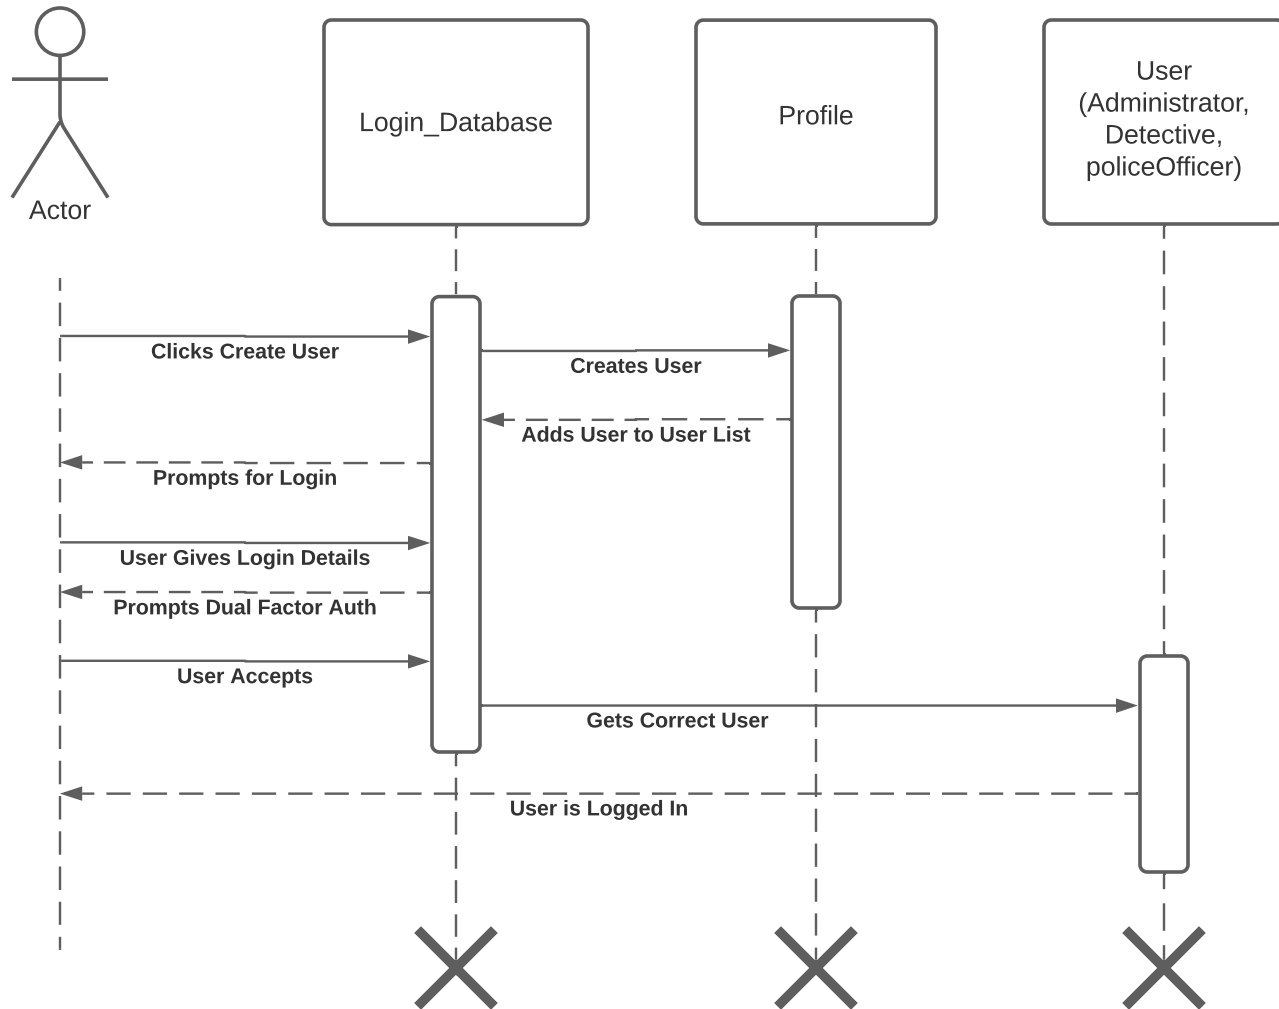 Actor
Login_Database
Profile
User
(Administrator,
Detective,
policeOfficer)
Clicks Create User
Creates User
Adds User to User List
Prompts for Login
User Gives Login Details
Prompts Dual Factor Auth
User Accepts
Gets Correct User
User is Logged In